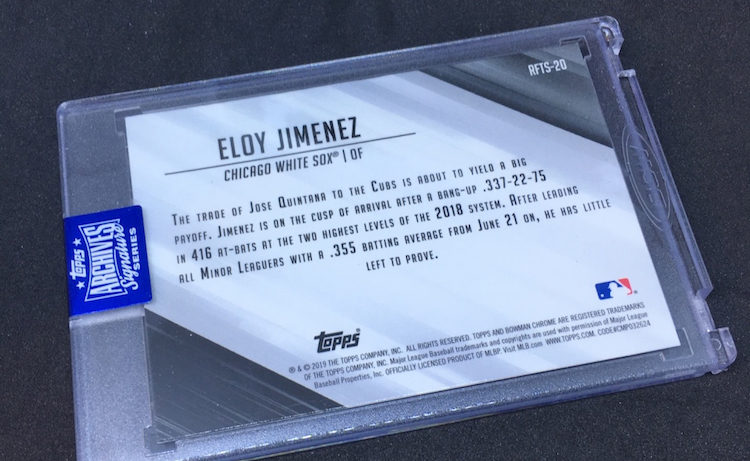 RFTS-20
ELOY JIMENEZ
CHICAGO WHITE SOX® | OF
THE TRADE OF JOSE QUINTANA TO THE CUBS IS ABOUT TO YIELD A BIG
PAYOFF. JIMENEZ IS ON THE CUSP OF ARRIVAL AFTER A BANG-UP .337-22-75
IN 416 AT-BATS AT THE TWO HIGHEST LEVELS OF THE 2018 SYSTEM. AFTER LEADING
ALL MINOR LEAGUERS WITH A .355 BATTING AVERAGE FROM JUNE 21 ON, HE HAS LITTLE
LEFT TO PROVE.
topps
ARCHIVES
Signature
SERIES
topps®
® & © 2019 THE TOPPS COMPANY, INC. ALL RIGHTS RESERVED. TOPPS AND BOWMAN CHROME ARE REGISTERED TRADEMARKS
OF THE TOPPS COMPANY, INC. Major League Baseball trademarks and copyrights are used with permission of Major League
Baseball Properties, Inc. OFFICIALLY LICENSED PRODUCT OF MLBP. Visit MLB.com WWW.TOPPS.COM. CODE#CMP032624